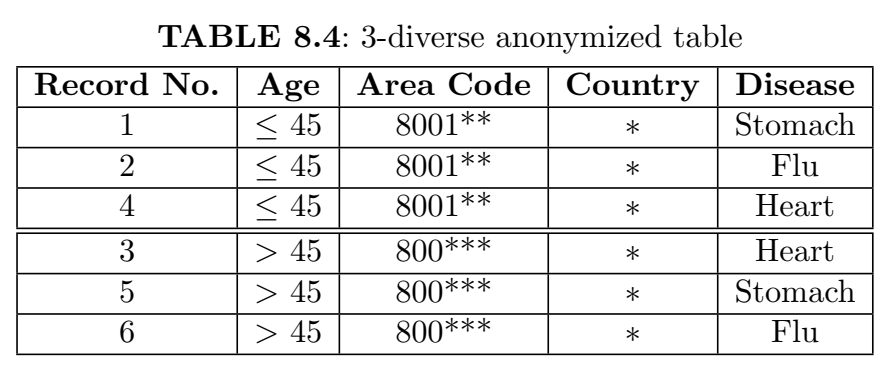 TABLE 8.4: 3-diverse anonymized table
Record No. Age Area Code Country Disease
1 ≤ 45 8001** * Stomach
2 ≤ 45 8001** * Flu
4 ≤ 45 8001** * Heart
3 > 45 800*** * Heart
5 > 45 800*** * Stomach
6 > 45 800*** * Flu